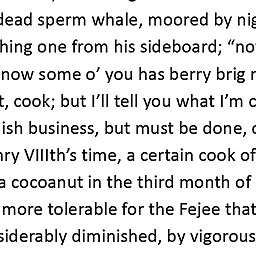 dead sperm whale, moored by nig
hing one from his sideboard; “no
now some o’ you has berry brig
t, cook; but I’ll tell you what I’m c
ish business, but must be done, 
ry VIIIth’s time, a certain cook of
a cocoanut in the third month of
more tolerable for the Fejee that
siderably diminished, by vigorous